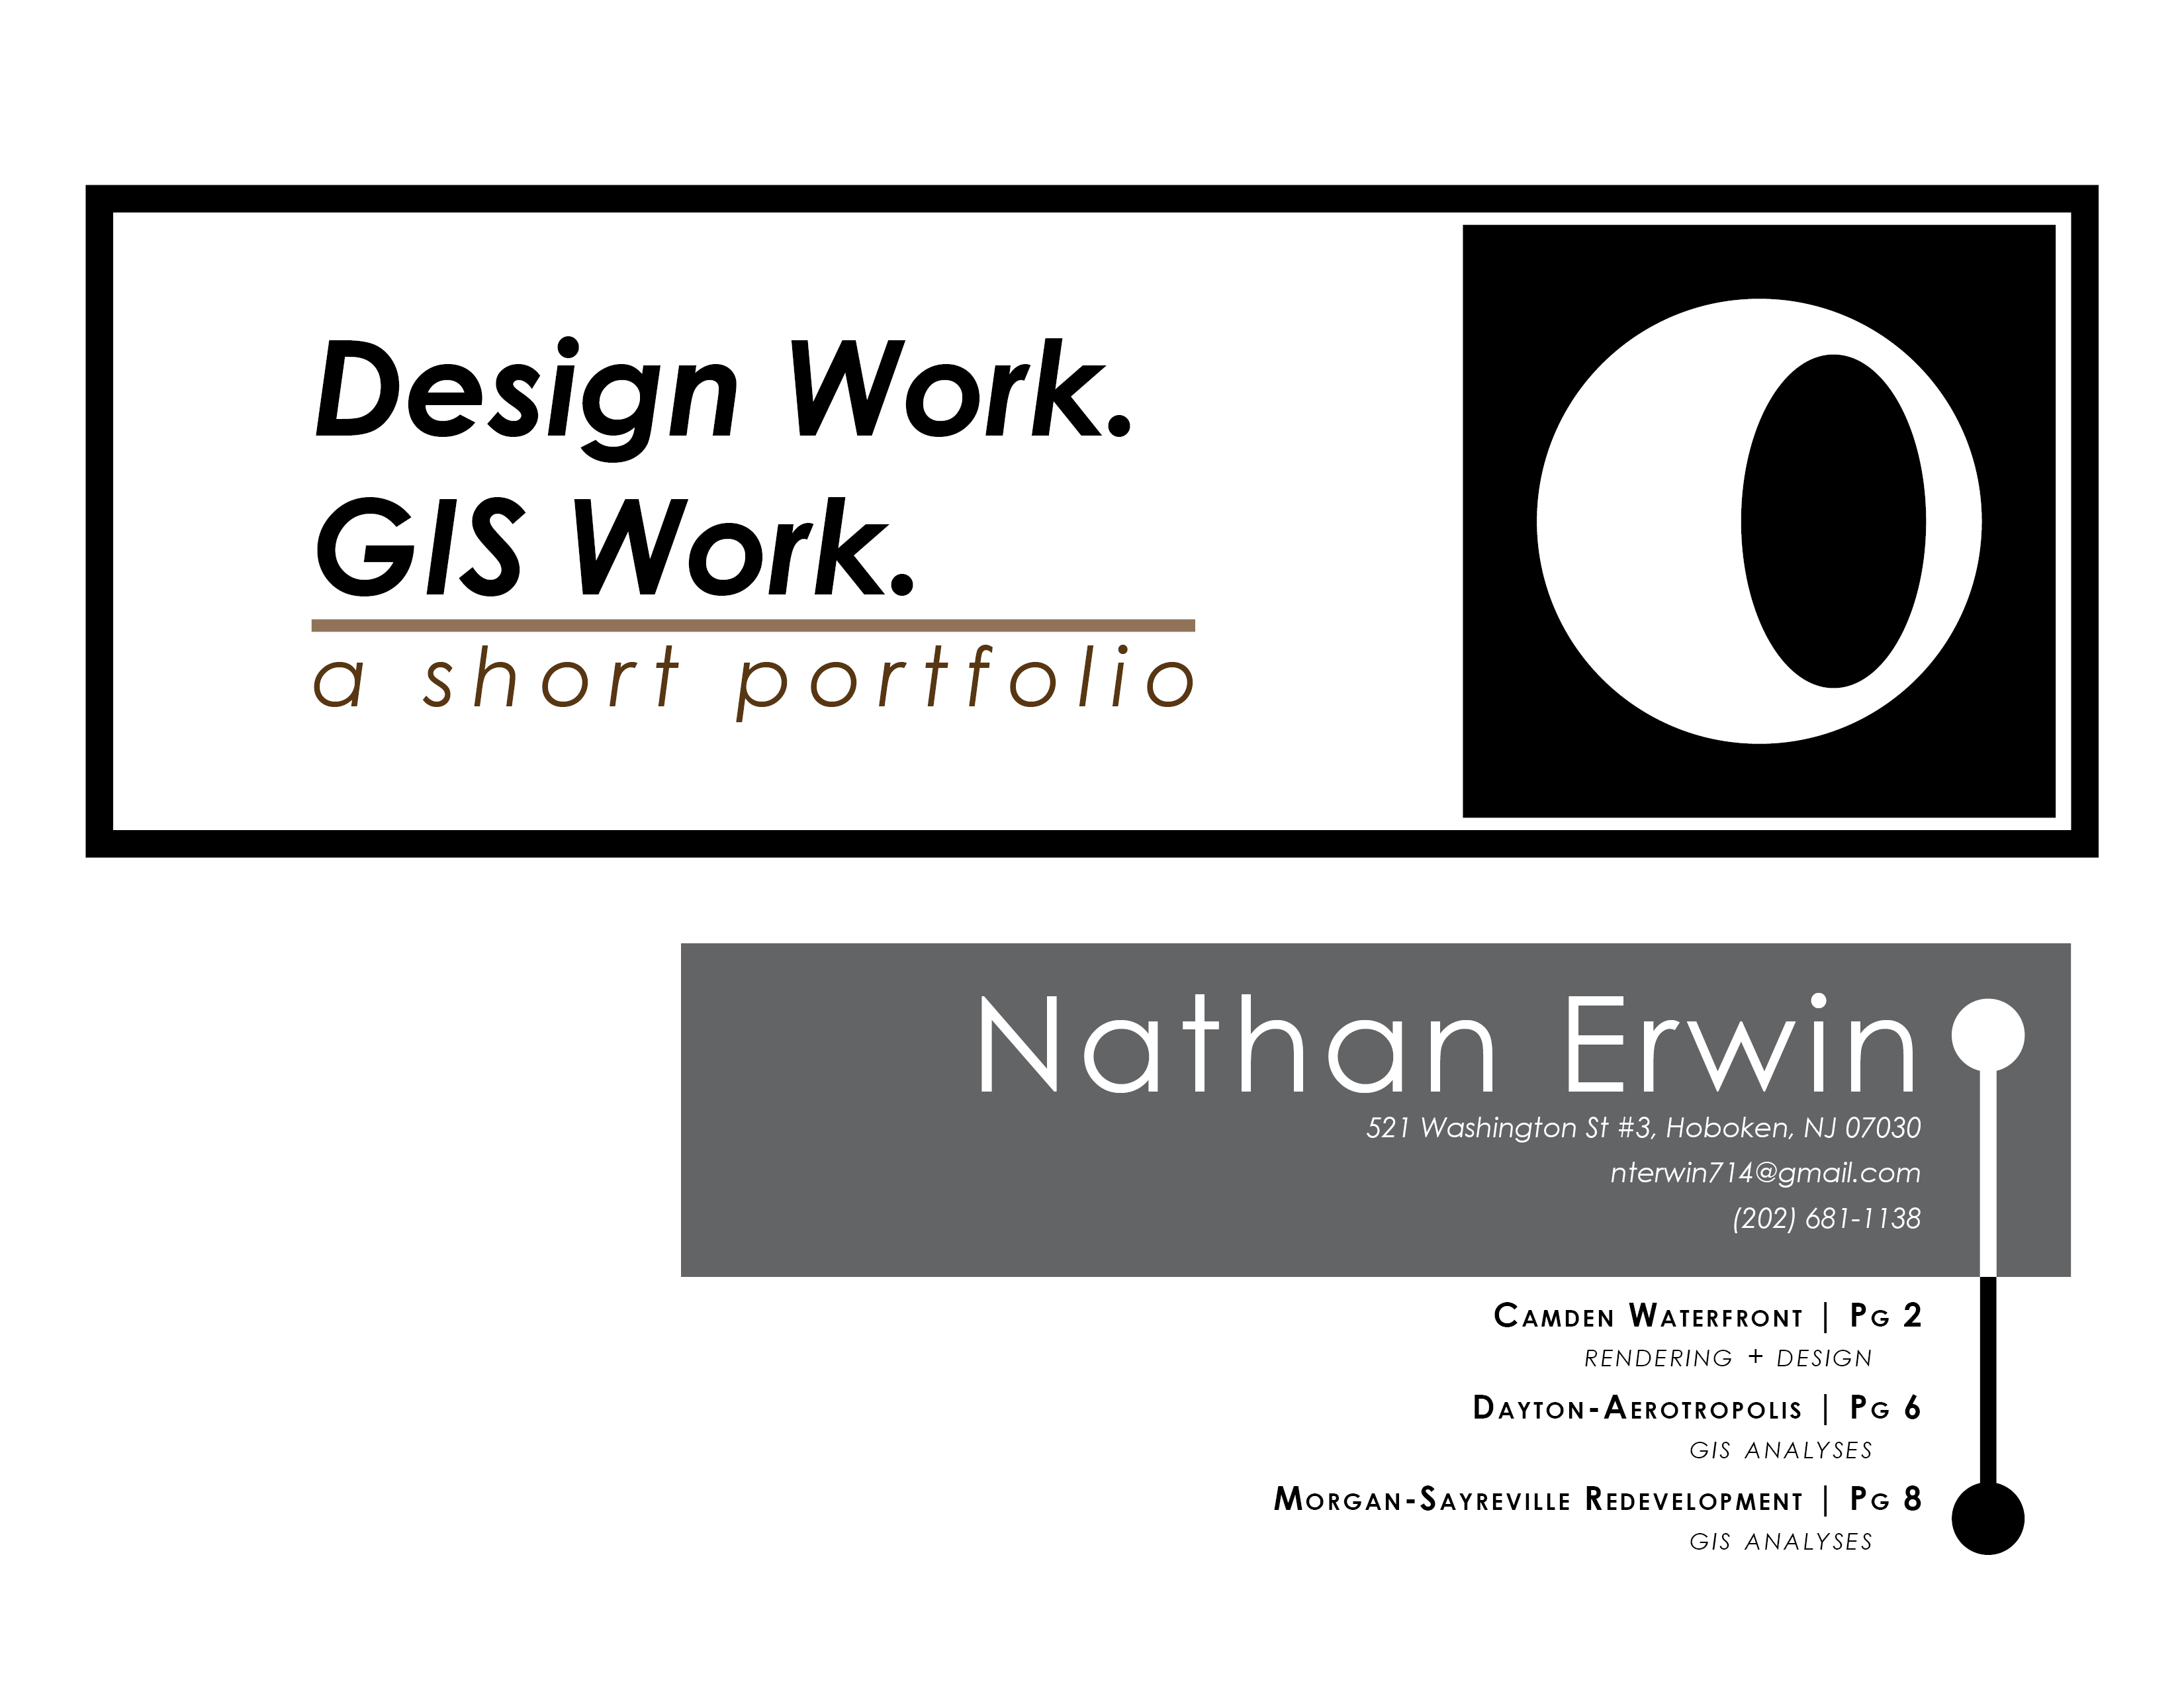 Design Work.
GIS Work.
a short portfolio
Nathan Erwin
521 Washington St #3, Hoboken, NJ 07030
nterwin714@gmail.com
(202) 681-1138
Camden Waterfront | Pg 2
RENDERING + DESIGN
Dayton-Aerotropolis | Pg 6
GIS ANALYSES
Morgan-Sayreville Redevelopment | Pg 8
GIS ANALYSES